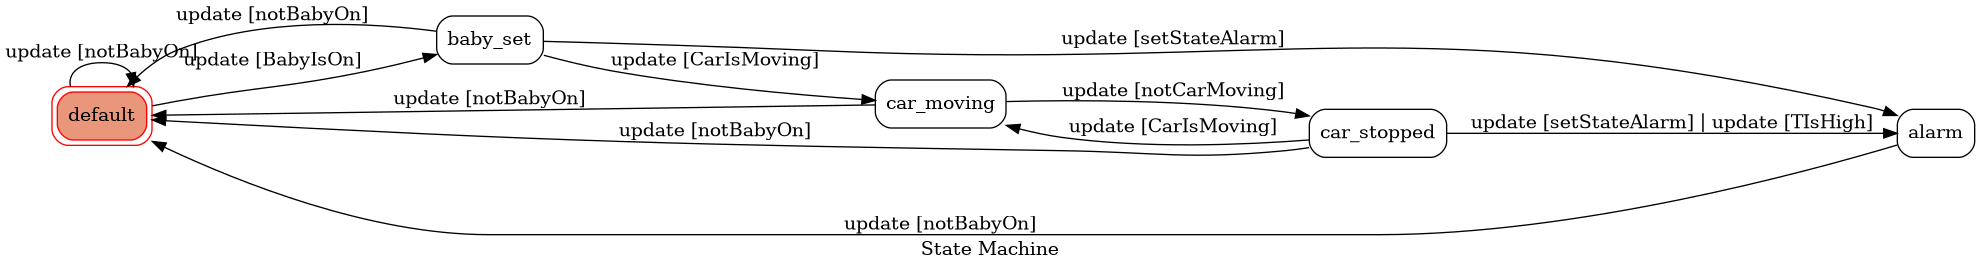 update [notBabyOn]
baby_set
update [setStateAlarm]
update [notBabyOn]
update [BabyIsOn]
update [CarIsMoving]
update [notBabyOn]
car_moving
update [notCarMoving]
default
update [notBabyOn]
update [CarIsMoving]
car_stopped
update [setStateAlarm] | update [TIsHigh]
alarm
update [notBabyOn]
State Machine